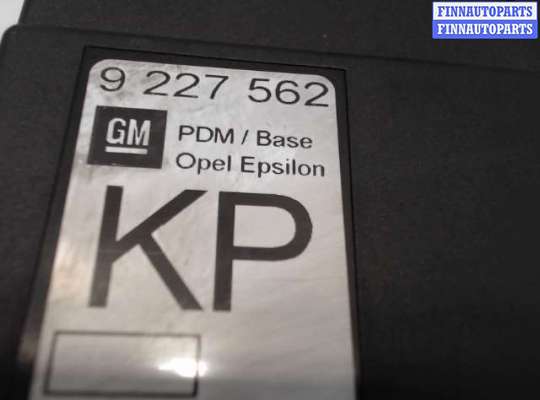 FINNAUTOPARTS
FINNAUTOPARTS
9 227 562
GM
PDM / Base
Opel Epsilon
KP